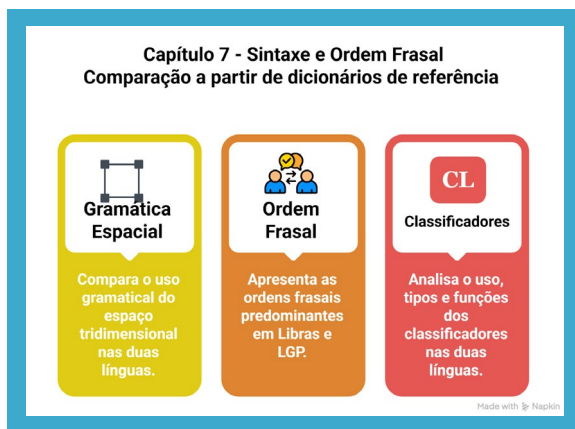 Capítulo 7 - Sintaxe e Ordem Frasal
Comparação a partir de dicionários de referência
Gramática
Espacial
Compara o uso
gramatical do
espaço
tridimensional
nas duas
línguas.
Ordem
Frasal
Apresenta as
ordens frasais
predominantes
em Libras e
LGP.
CL
Classificadores
Analisa o uso,
tipos e funções
dos
classificadores
nas duas
línguas.
Made with Napkin